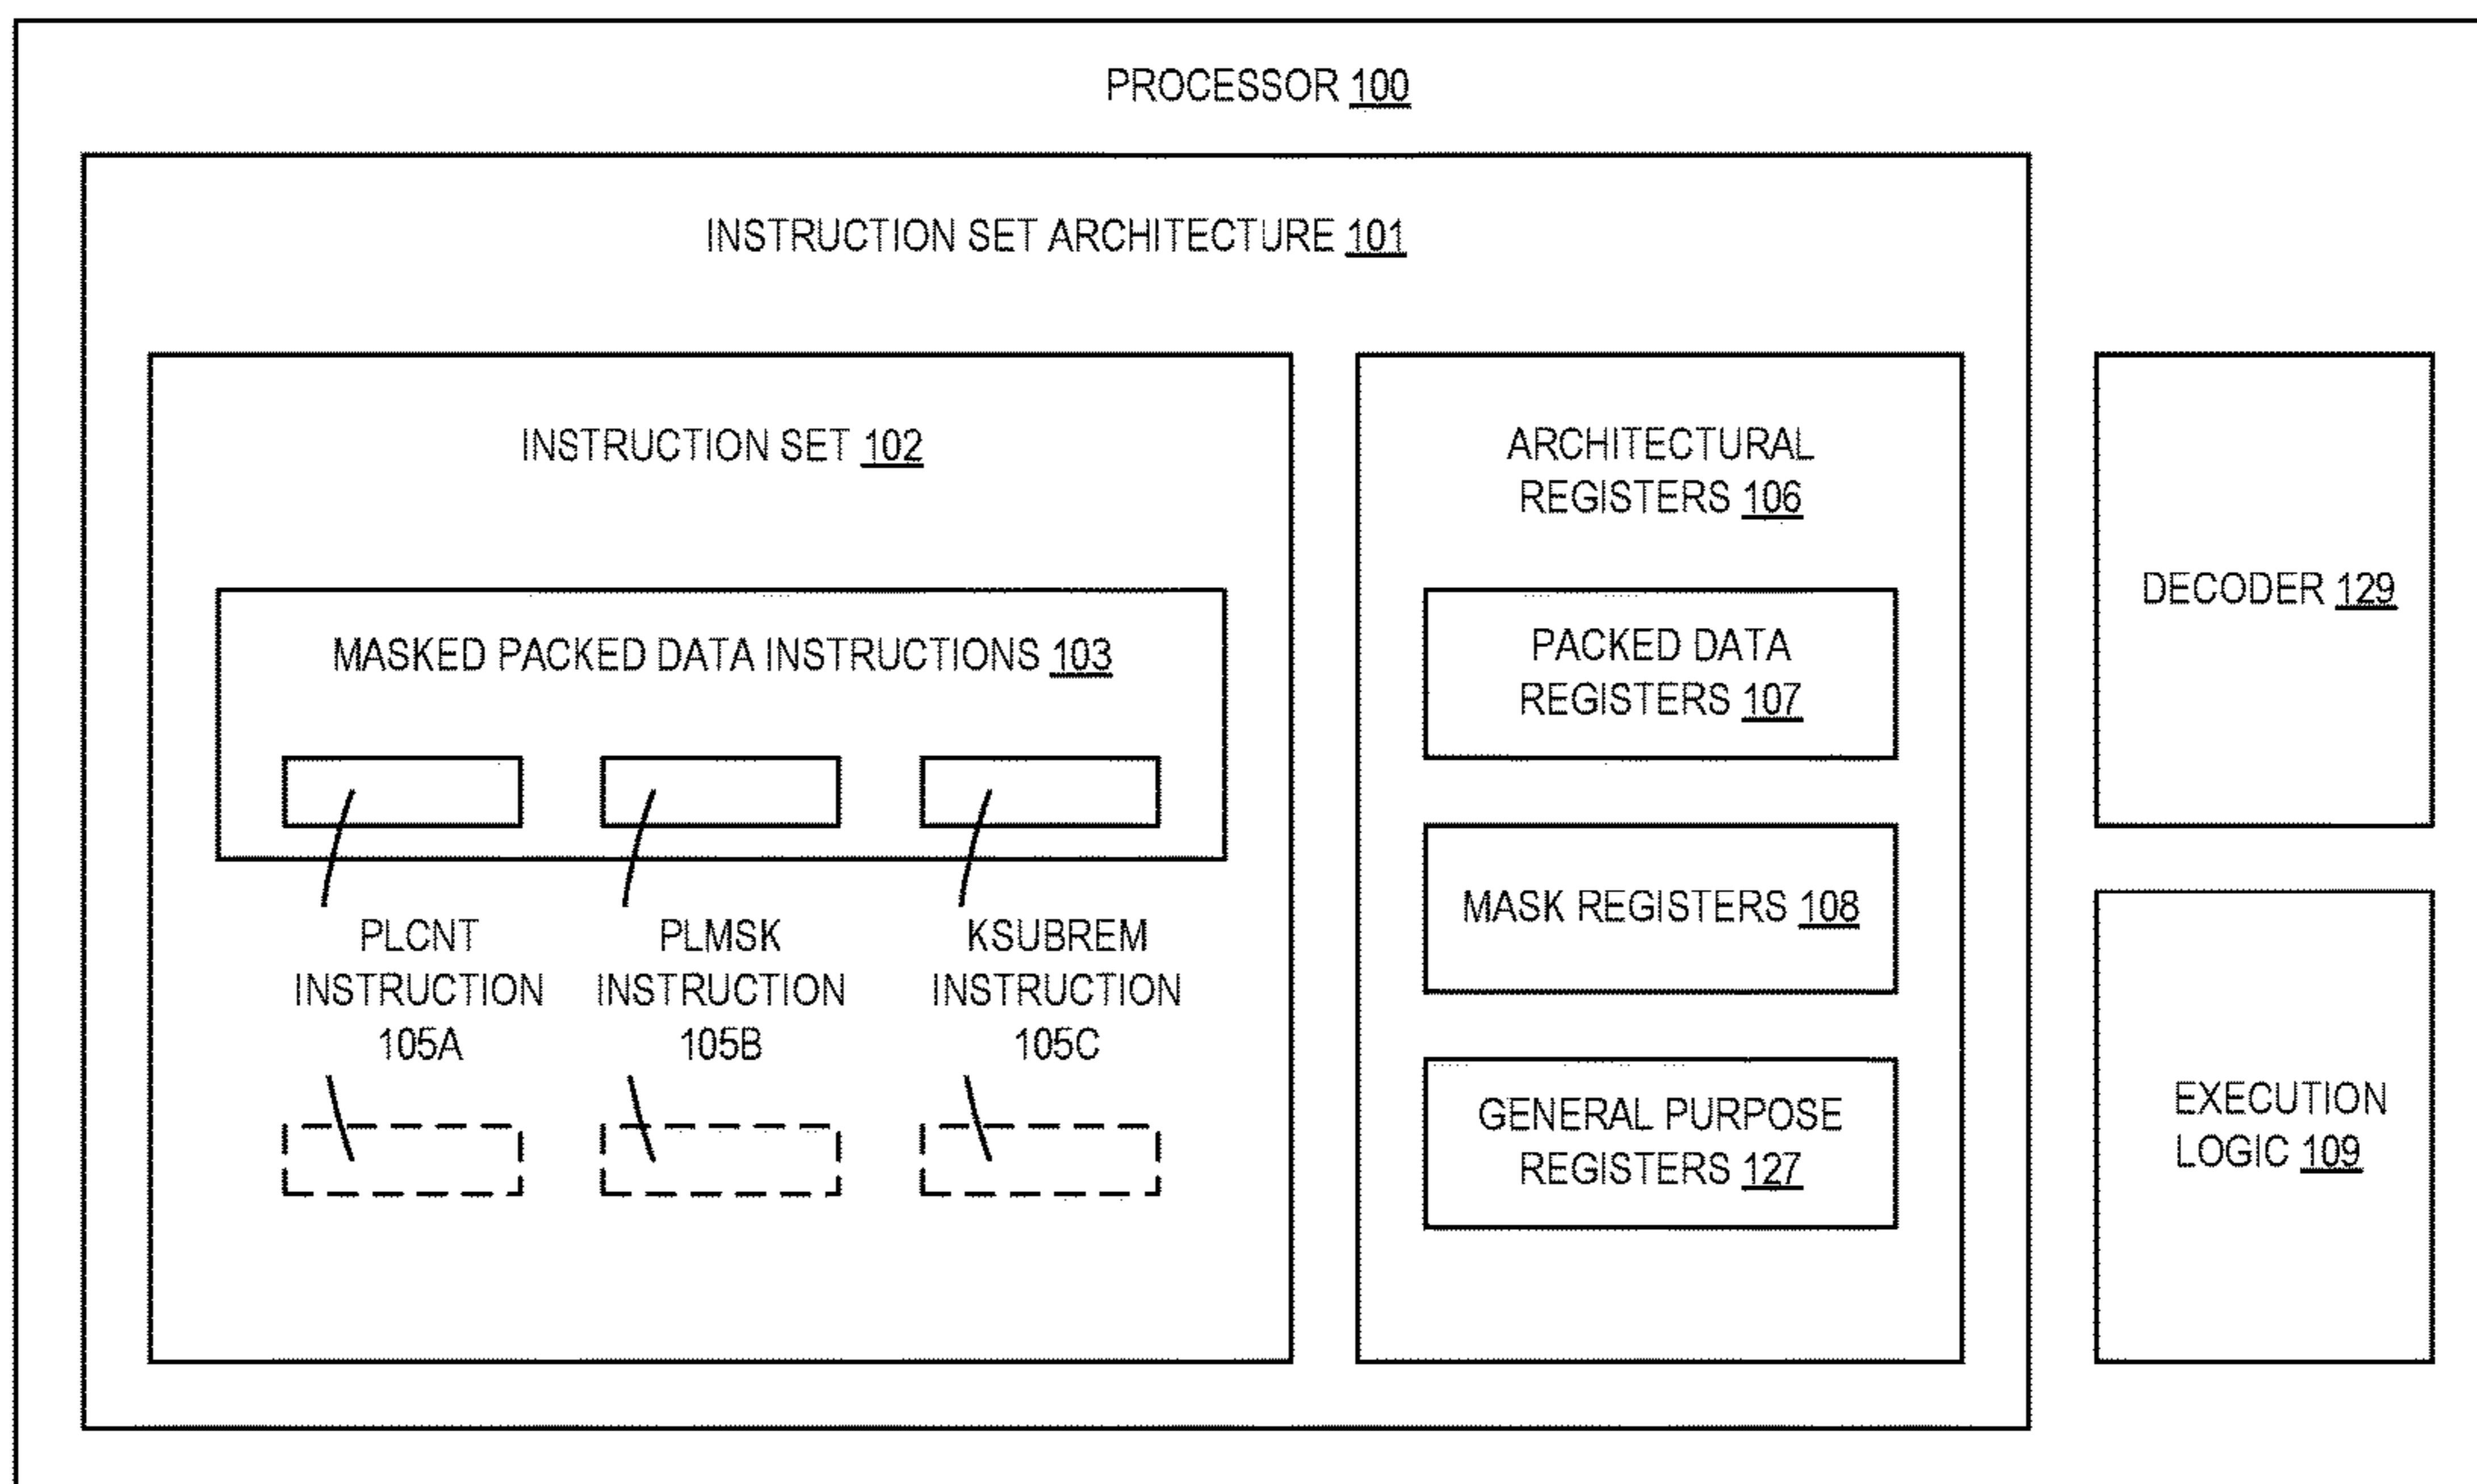 PROCESSOR 100
INSTRUCTION SET ARCHITECTURE 101
INSTRUCTION SET 102
MASKED PACKED DATA INSTRUCTIONS 103
PLCNT
INSTRUCTION
105A
PLMSK
INSTRUCTION
105B
KSUBREM
INSTRUCTION
105C
ARCHITECTURAL
REGISTERS 106
PACKED DATA
REGISTERS 107
MASK REGISTERS 108
GENERAL PURPOSE
REGISTERS 127
DECODER 129
EXECUTION
LOGIC 109